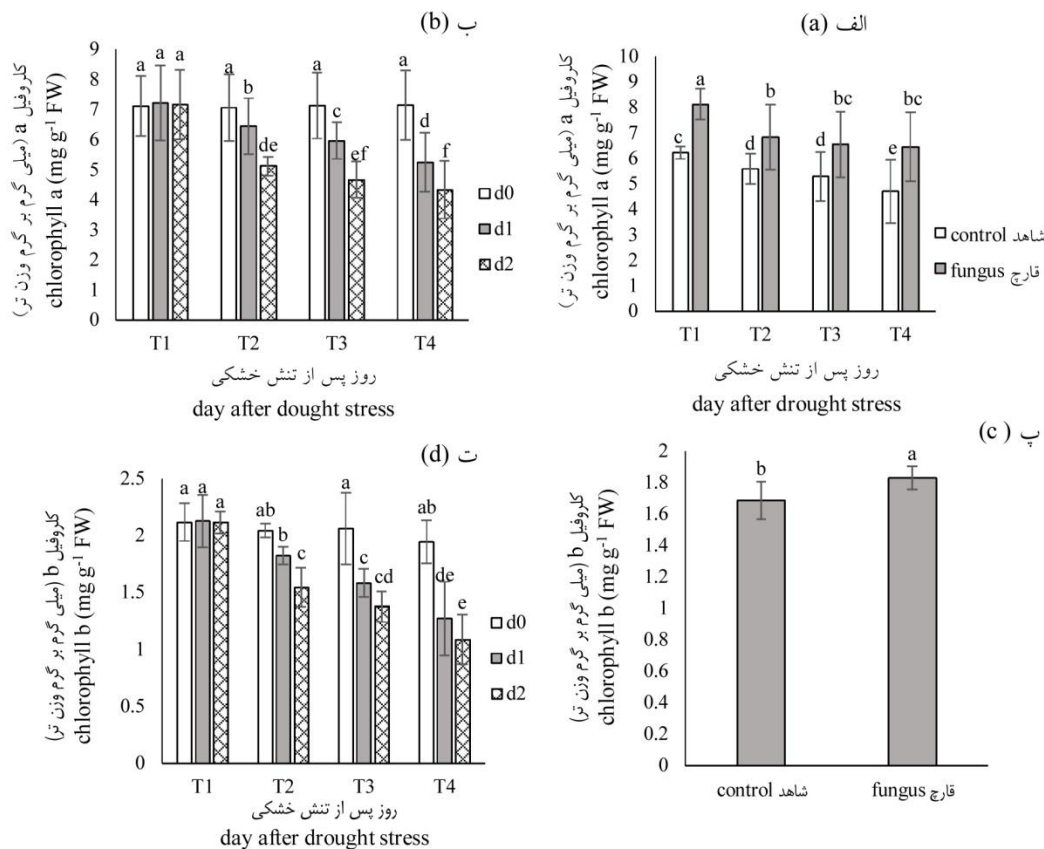 ب (b)
کلروفیل a (میلی گرم بر گرم وزن تر)
chlorophyll a (mg g⁻¹ FW)
9
8
7
6
5
4
3
2
1
0
a a a
a b de
a c ef
a d f
d0
d1
d2
T1 T2 T3 T4
روز پس از تنش خشکی
day after dought stress
الف (a)
کلروفیل a (میلی گرم بر گرم وزن تر)
chlorophyll a (mg g⁻¹ FW)
10
9
8
7
6
5
4
3
2
1
0
c a
d b
d bc
e bc
control شاهد
fungus قارچ
T1 T2 T3 T4
روز پس از تنش خشکی
day after drought stress
ت (d)
کلروفیل b (میلی گرم بر گرم وزن تر)
chlorophyll b (mg g⁻¹ FW)
2.5
2
1.5
1
0.5
0
a a a
ab b c
a c cd
ab de e
d0
d1
d2
T1 T2 T3 T4
روز پس از تنش خشکی
day after drought stress
پ (c)
کلروفیل b (میلی گرم بر گرم وزن تر)
chlorophyll b (mg g⁻¹ FW)
2
1.8
1.6
1.4
1.2
1
0.8
0.6
0.4
0.2
0
b a
control شاهد fungus قارچ